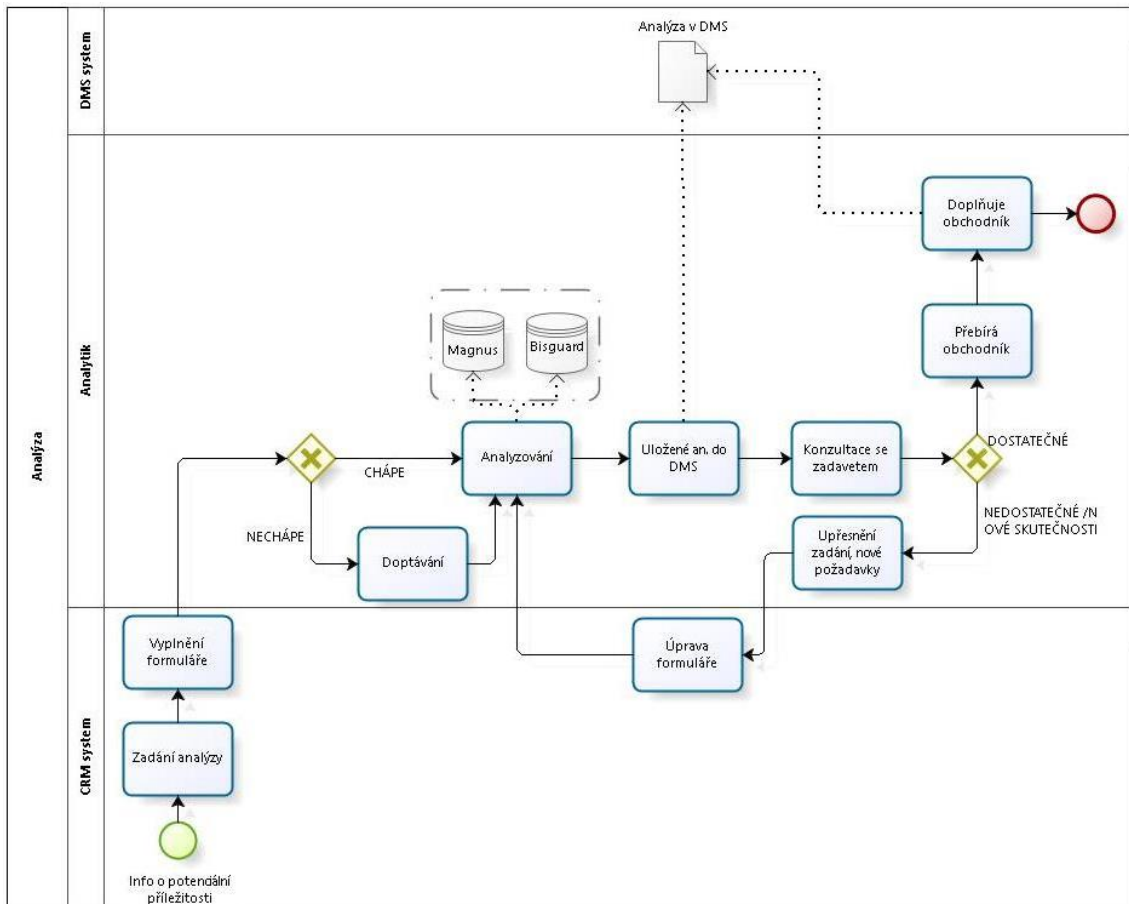 Analýza
DMS system
Analýza v DMS
Analytik
Doplňuje
obchodník
Přebírá
obchodník
Magnus
Bisguard
Analyzování
Uložené an. do
DMS
Konzultace se
zadavetem
DOSTATEČNÉ
CHÁPE
NECHÁPE
Doptávání
NEDOSTATEČNÉ /N
OVÉ SKUTEČNOSTI
Upřesnění
zadání, nové
požadavky
CRM system
Vyplnění
formuláře
Úprava
formuláře
Zadání analýzy
Info o potenciální
příležitosti